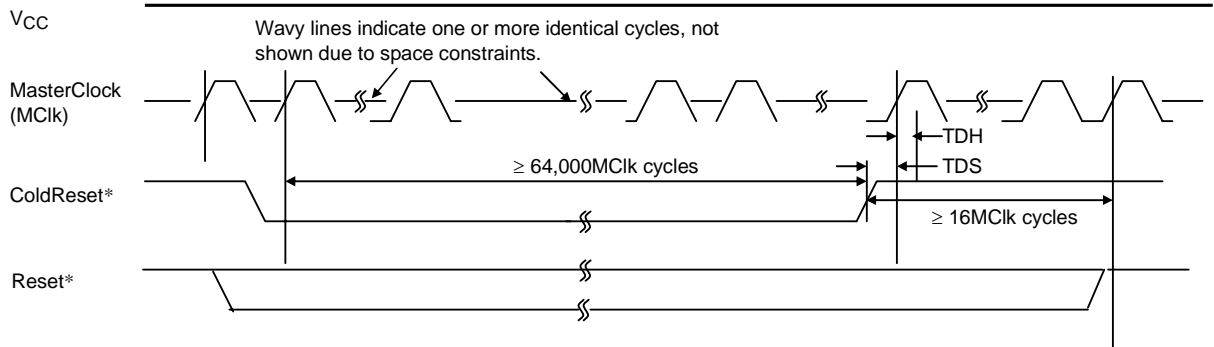 VCC
Wavy lines indicate one or more identical cycles, not
shown due to space constraints.
MasterClock
(MClk)
TDH
≥ 64,000MClk cycles
TDS
ColdReset*
≥ 16MClk cycles
Reset*